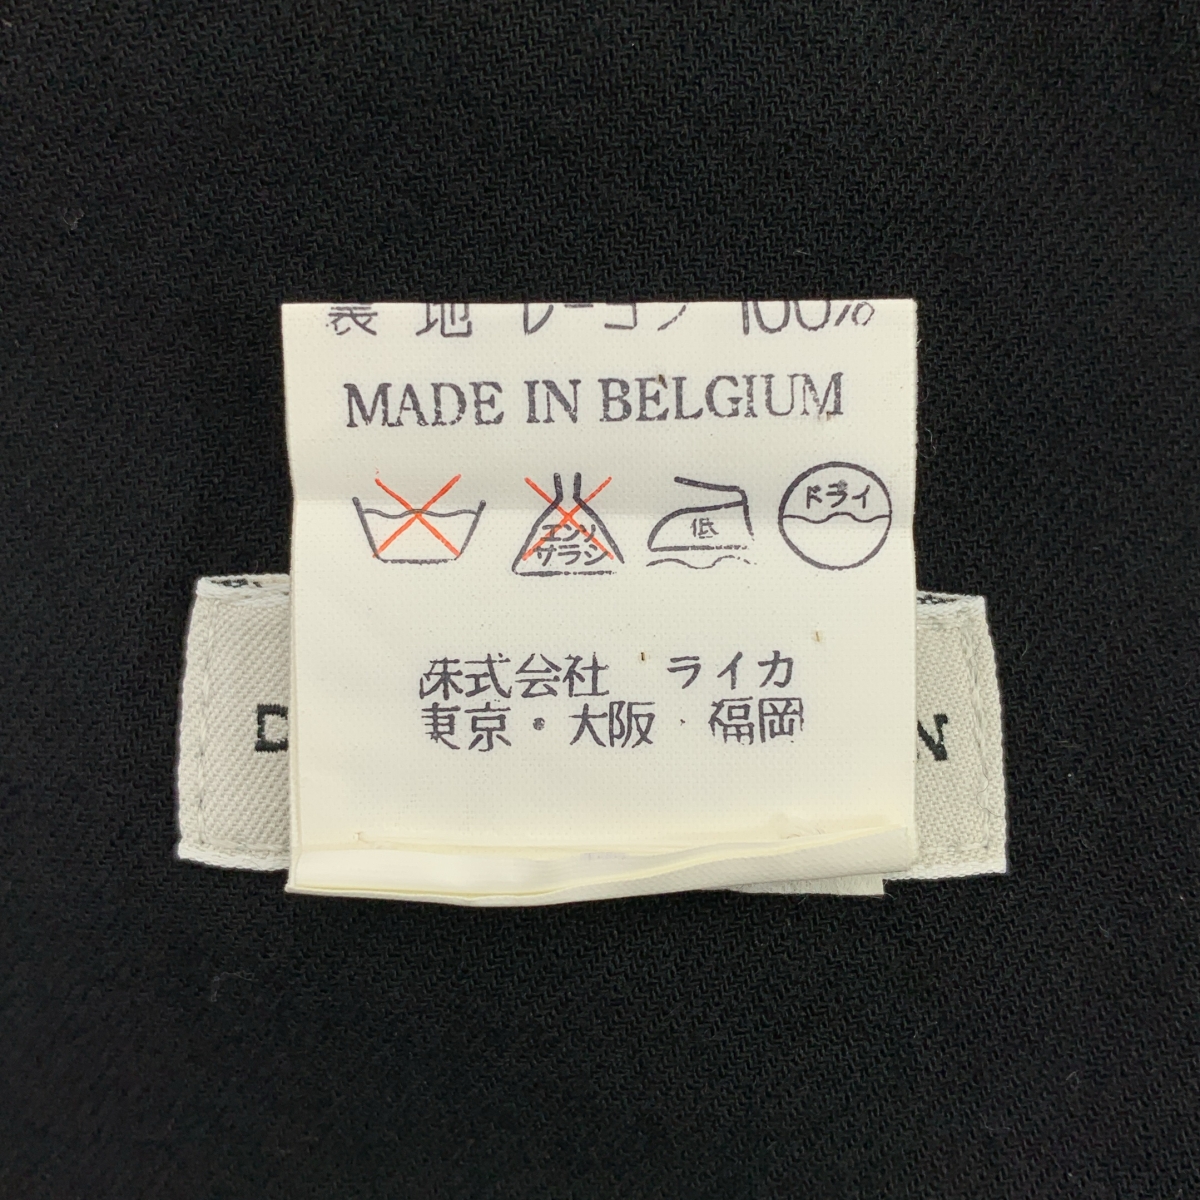 裏 地 レーヨン 100%
MADE IN BELGIUM
エンソ
サラシ
低
ドライ
株式会社 ライカ
東京・大阪 福岡
D N